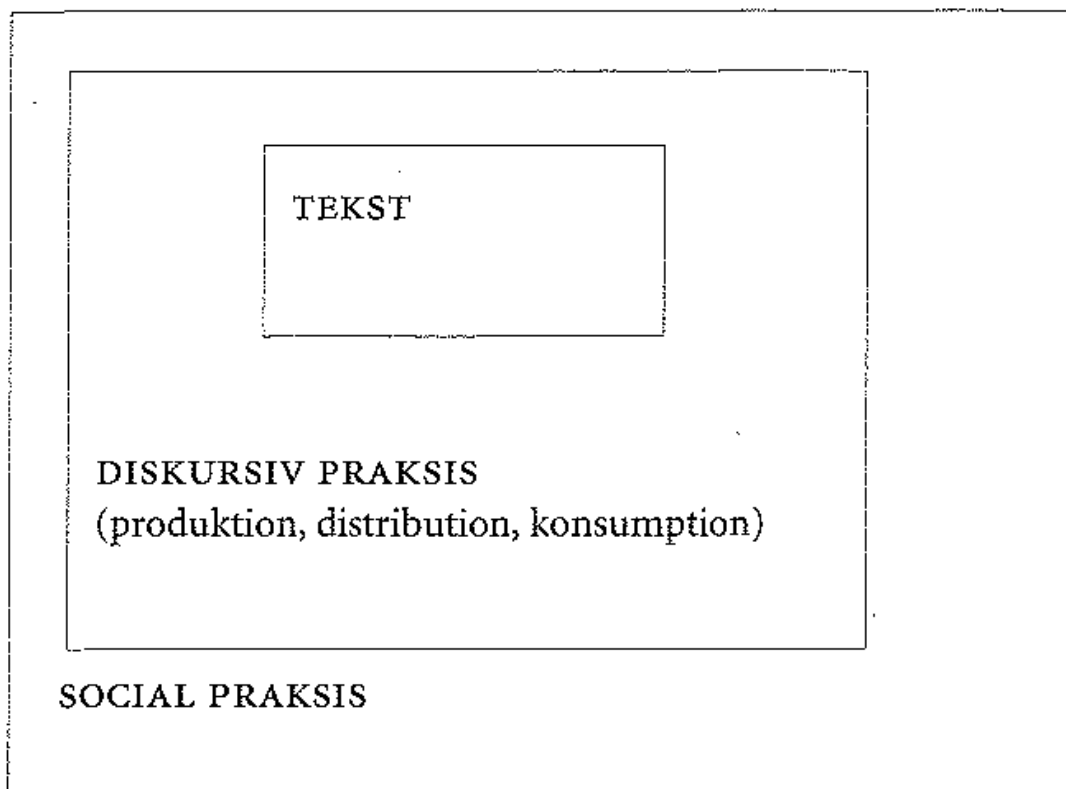 TEKST
DISKURSIV PRAKSIS
(produktion, distribution, konsumption)
SOCIAL PRAKSIS